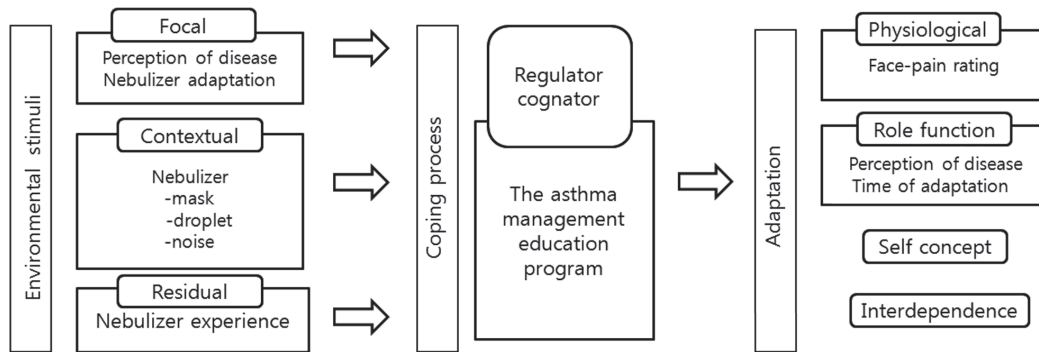 Environmental stimuli
Focal
Perception of disease
Nebulizer adaptation
Contextual
Nebulizer
-mask
-droplet
-noise
Residual
Nebulizer experience
Coping process
Regulator
cognator
The asthma
management
education
program
Adaptation
Physiological
Face-pain rating
Role function
Perception of disease
Time of adaptation
Self concept
Interdependence